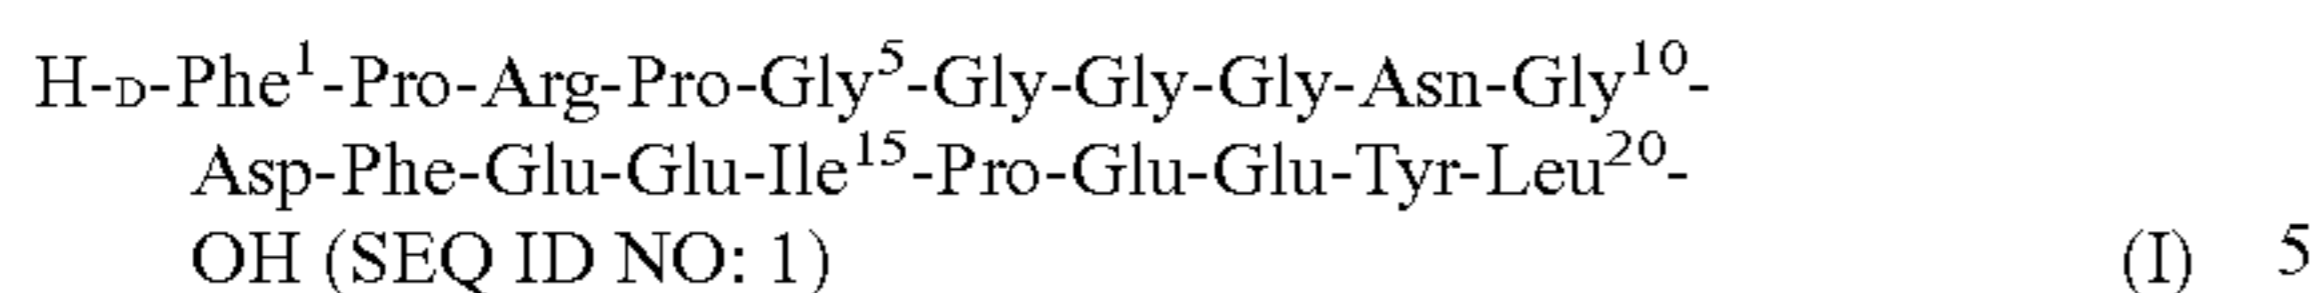 H-D-Phe¹-Pro-Arg-Pro-Gly⁵-Gly-Gly-Gly-Asn-Gly¹⁰-
Asp-Phe-Glu-Glu-Ile¹⁵-Pro-Glu-Glu-Tyr-Leu²⁰-
OH (SEQ ID NO: 1) (I) 5